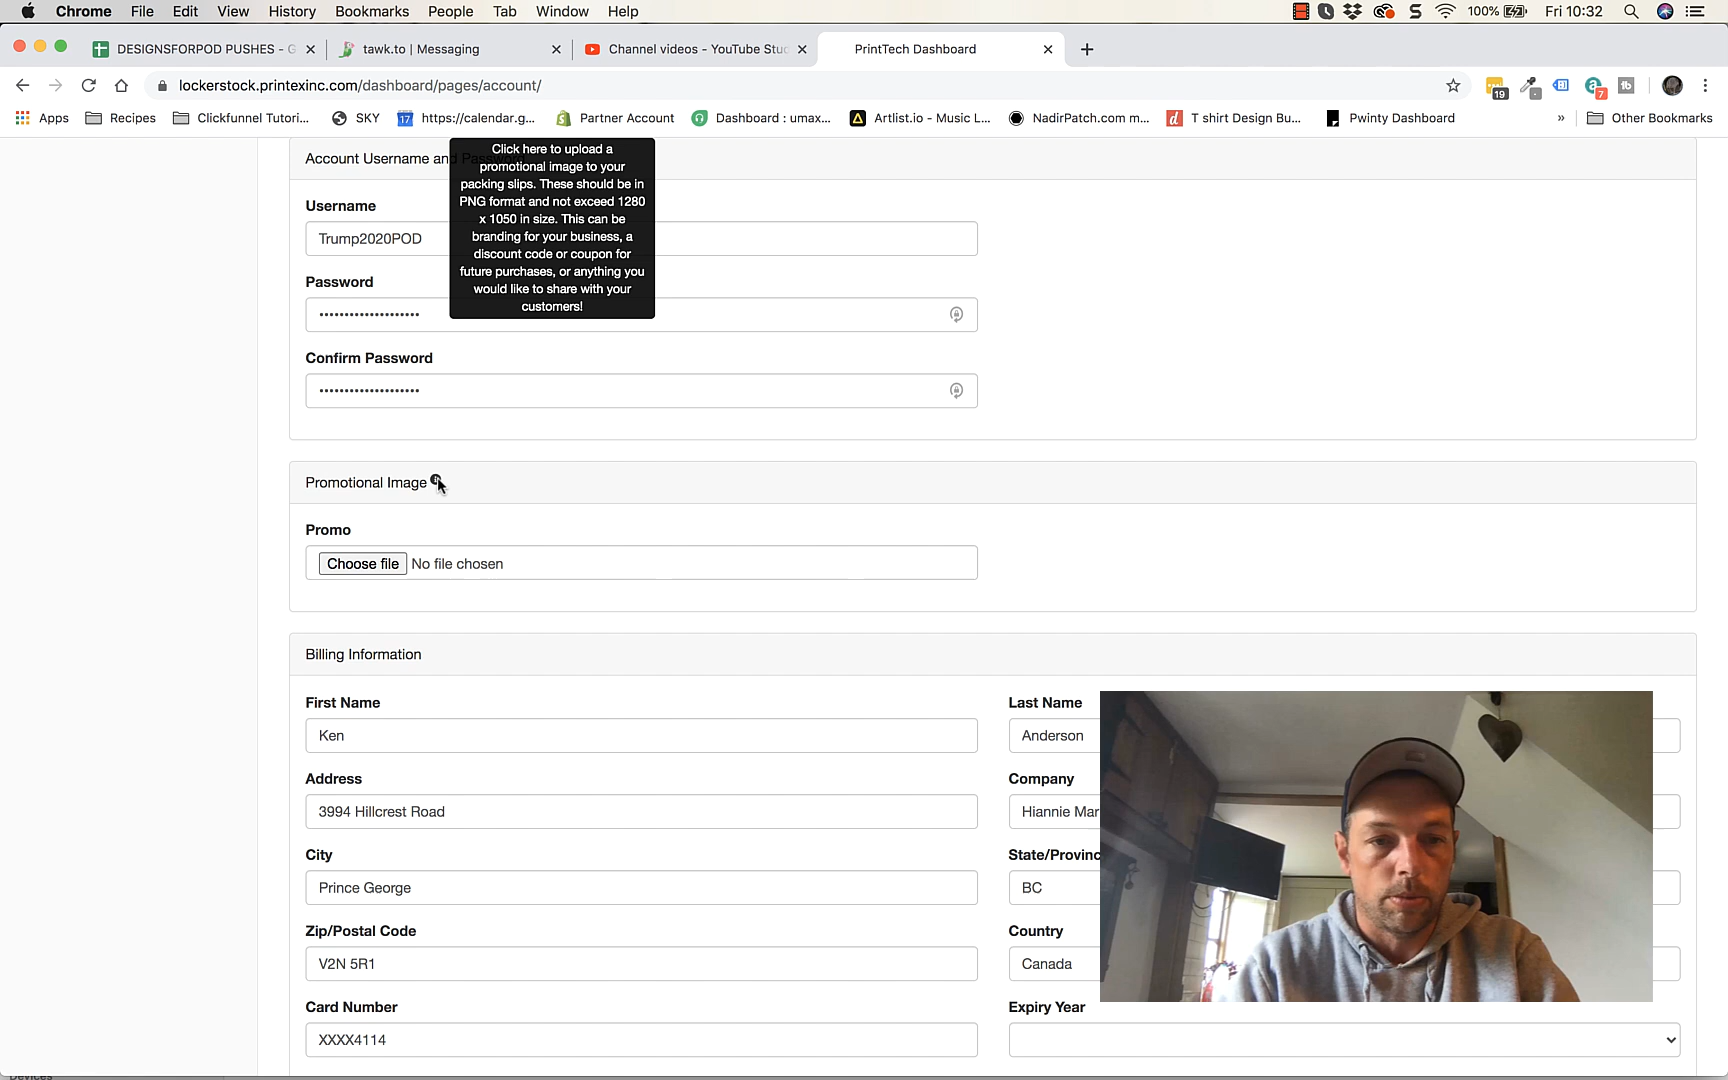 Chrome File Edit View History Bookmarks People Tab Window Help 100% Fri 10:32
DESIGNSFORPOD PUSHES - G tawk.to | Messaging Channel videos - YouTube Stu PrintTech Dashboard
lockerstock.printexinc.com/dashboard/pages/account/ 19 7
Apps Recipes Clickfunnel Tutori... SKY 17 https://calendar.g... Partner Account Dashboard : umax... Artlist.io - Music L... NadirPatch.com m... T shirt Design Bu... Pwinty Dashboard » Other Bookmarks
Account Username and
Click here to upload a
promotional image to your
packing slips. These should be in
PNG format and not exceed 1280
x 1050 in size. This can be
branding for your business, a
discount code or coupon for
future purchases, or anything you
would like to share with your
customers!
Username
Trump2020POD
Password
Confirm Password
Promotional Image
Promo
Choose file No file chosen
Billing Information
First Name Last Name
Ken Anderson
Address Company
3994 Hillcrest Road Hiannie Mar
City State/Provinc
Prince George BC
Zip/Postal Code Country
V2N 5R1 Canada
Card Number Expiry Year
XXXX4114